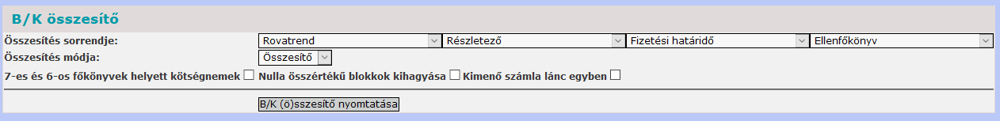 B/K összesítő
Összesítés sorrendje: Rovatrend Részletező Fizetési határidő Ellenfőkönyv
Összesítés módja: Összesítő
7-es és 6-os főkönyvek helyett kötségnemek Nulla összértékű blokkok kihagyása Kimenő számla lánc egyben
B/K (ö)sszesítő nyomtatása